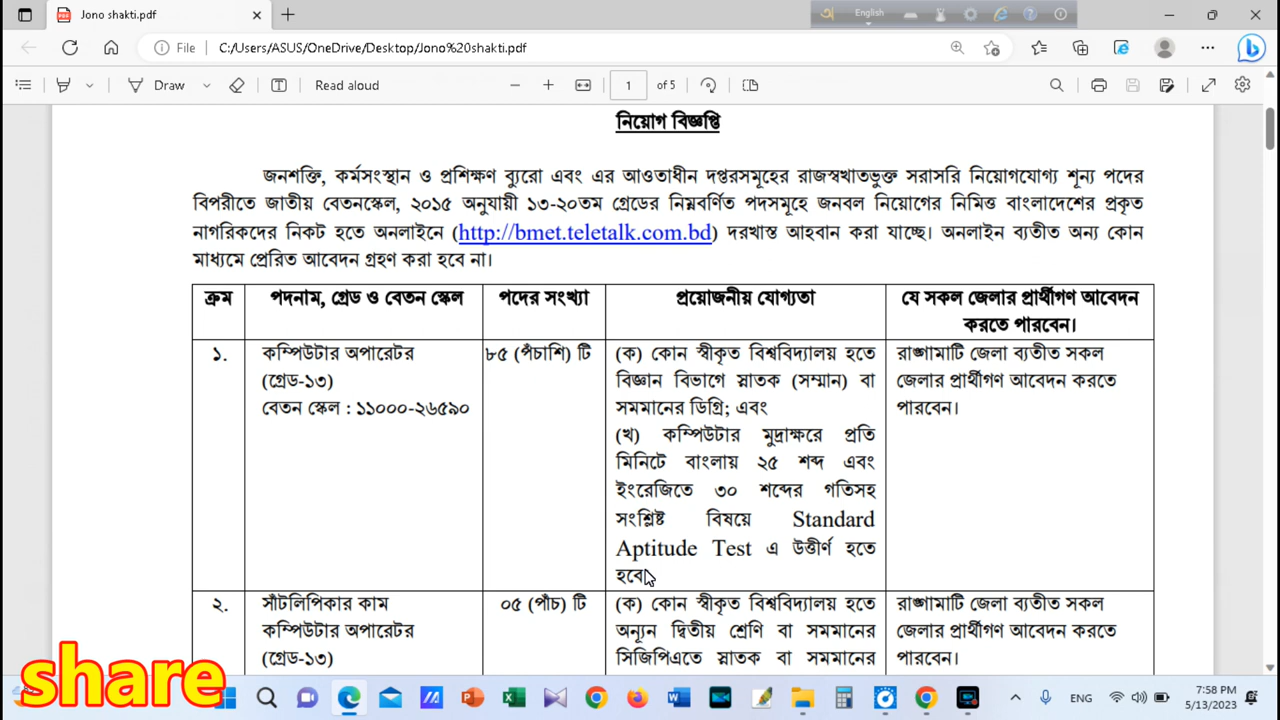 Jono shakti.pdf
English
File
C:/Users/ASUS/OneDrive/Desktop/Jono%20shakti.pdf
Draw
Read aloud
1
of 5
নিয়োগ বিজ্ঞপ্তি
জনশক্তি, কর্মসংস্থান ও প্রশিক্ষণ ব্যুরো এবং এর আওতাধীন দপ্তরসমূহের রাজস্বখাতভুক্ত সরাসরি নিয়োগযোগ্য শূন্য পদের
বিপরীতে জাতীয় বেতনস্কেল, ২০১৫ অনুযায়ী ১৩-২০তম গ্রেডের নিম্নবর্ণিত পদসমূহে জনবল নিয়োগের নিমিত্ত বাংলাদেশের প্রকৃত
নাগরিকদের নিকট হতে অনলাইনে (http://bmet.teletalk.com.bd) দরখাস্ত আহবান করা যাচ্ছে। অনলাইন ব্যতীত অন্য কোন
মাধ্যমে প্রেরিত আবেদন গ্রহণ করা হবে না।
ক্রম
পদনাম, গ্রেড ও বেতন স্কেল
পদের সংখ্যা
প্রয়োজনীয় যোগ্যতা
যে সকল জেলার প্রার্থীগণ আবেদন
করতে পারবেন।
১.
কম্পিউটার অপারেটর
(গ্রেড-১৩)
বেতন স্কেল : ১১০০০-২৬৫৯০
৮৫ (পঁচাশি) টি
(ক) কোন স্বীকৃত বিশ্ববিদ্যালয় হতে
বিজ্ঞান বিভাগে স্নাতক (সম্মান) বা
সমমানের ডিগ্রি; এবং
(খ) কম্পিউটার মুদ্রাক্ষরে প্রতি
মিনিটে বাংলায় ২৫ শব্দ এবং
ইংরেজিতে ৩০ শব্দের গতিসহ
সংশ্লিষ্ট বিষয়ে Standard
Aptitude Test এ উত্তীর্ণ হতে
হবে।
রাঙ্গামাটি জেলা ব্যতীত সকল
জেলার প্রার্থীগণ আবেদন করতে
পারবেন।
২.
সাঁটলিপিকার কাম
কম্পিউটার অপারেটর
(গ্রেড-১৩)
০৫ (পাঁচ) টি
(ক) কোন স্বীকৃত বিশ্ববিদ্যালয় হতে
অন্যূন দ্বিতীয় শ্রেণি বা সমমানের
সিজিপিএতে স্নাতক বা সমমানের
রাঙ্গামাটি জেলা ব্যতীত সকল
জেলার প্রার্থীগণ আবেদন করতে
পারবেন।
share
ENG
7:58 PM
5/13/2023